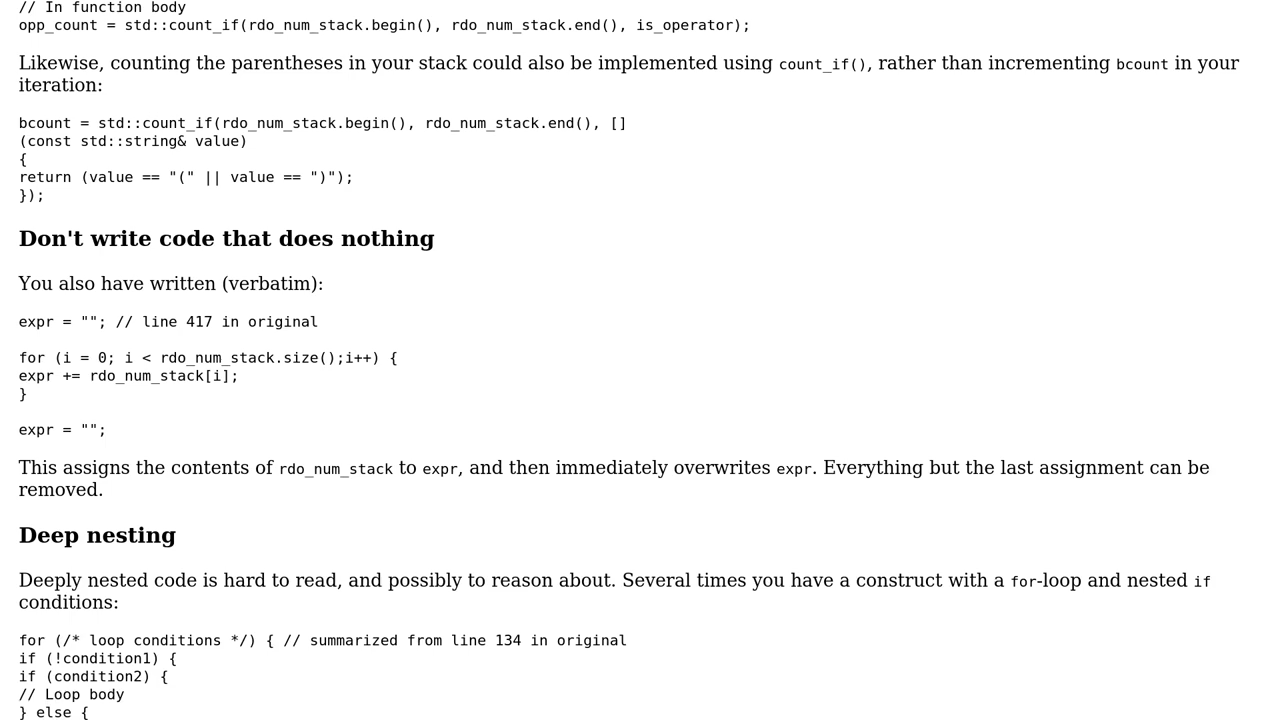 // In function body
opp_count = std::count_if(rdo_num_stack.begin(), rdo_num_stack.end(), is_operator);
Likewise, counting the parentheses in your stack could also be implemented using count_if(), rather than incrementing bcount in your
iteration:
bcount = std::count_if(rdo_num_stack.begin(), rdo_num_stack.end(), []
(const std::string& value)
{
return (value == "(" || value == ")");
});
Don't write code that does nothing
You also have written (verbatim):
expr = ""; // line 417 in original
for (i = 0; i < rdo_num_stack.size();i++) {
expr += rdo_num_stack[i];
}
expr = "";
This assigns the contents of rdo_num_stack to expr, and then immediately overwrites expr. Everything but the last assignment can be
removed.
Deep nesting
Deeply nested code is hard to read, and possibly to reason about. Several times you have a construct with a for-loop and nested if
conditions:
for (/* loop conditions */) { // summarized from line 134 in original
if (!condition1) {
if (condition2) {
// Loop body
} else {